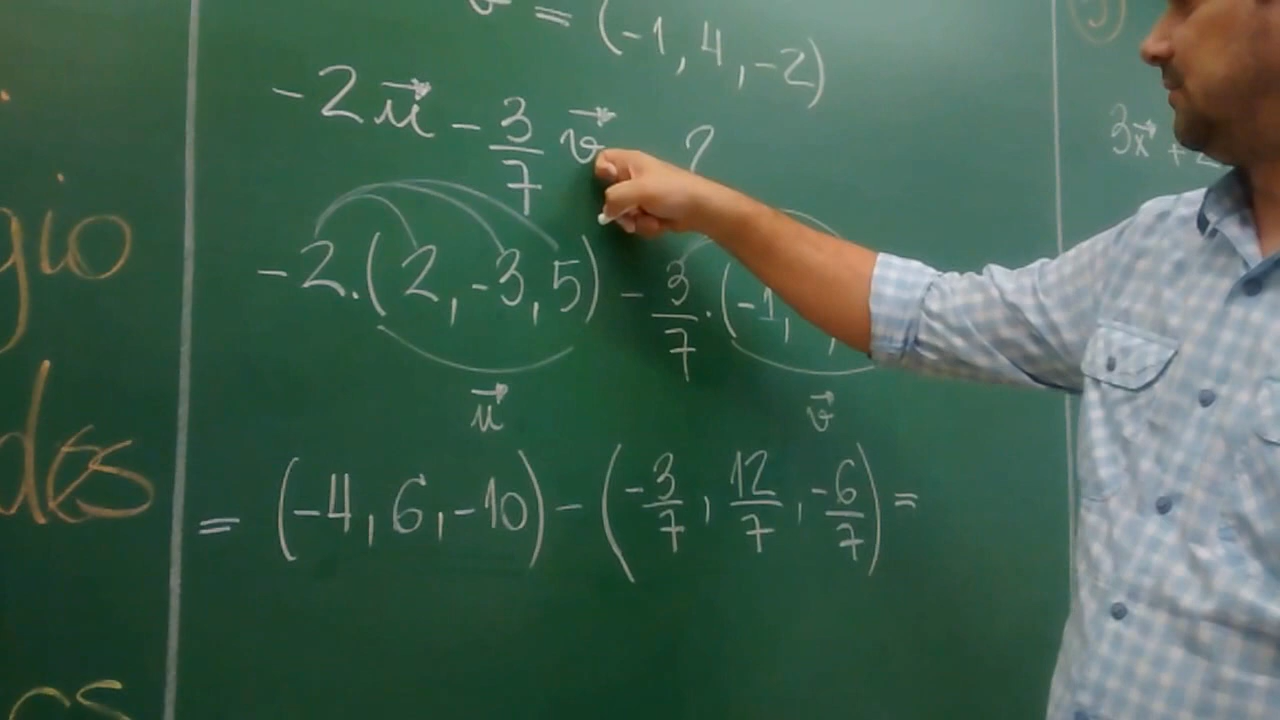 v⃗ = (-1, 4, -2)
-2u⃗ - 3/7 v⃗ ?
-2.(2, -3, 5) - 3/7 . (-1, ,
u⃗ v⃗
= (-4, 6, -10) - (-3/7, 12/7, -6/7) =
3x⃗ + 2
gio
des